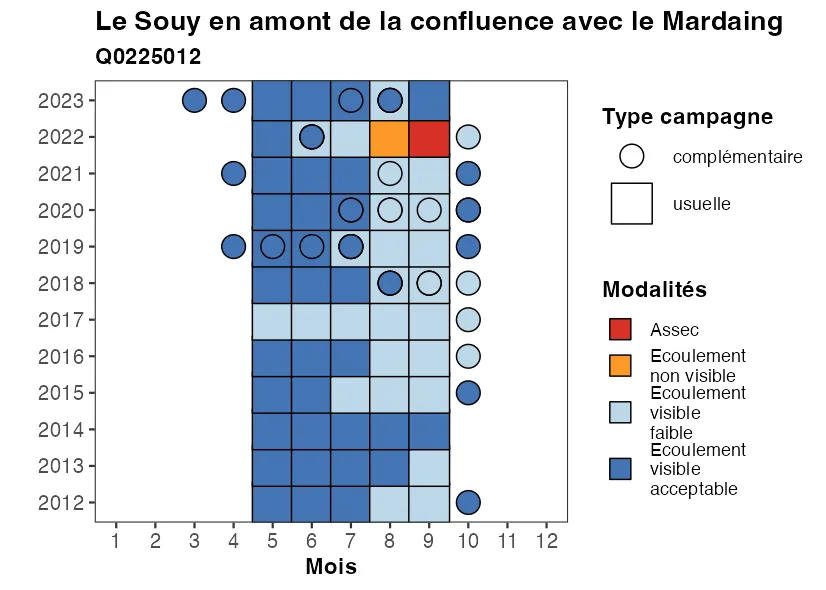 Le Souy en amont de la confluence avec le Mardaing
Q0225012
2023
2022
2021
2020
2019
2018
2017
2016
2015
2014
2013
2012
1 2 3 4 5 6 7 8 9 10 11 12
Mois
Type campagne
complémentaire
usuelle
Modalités
Assec
Ecoulement
non visible
Ecoulement
visible
faible
Ecoulement
visible
acceptable